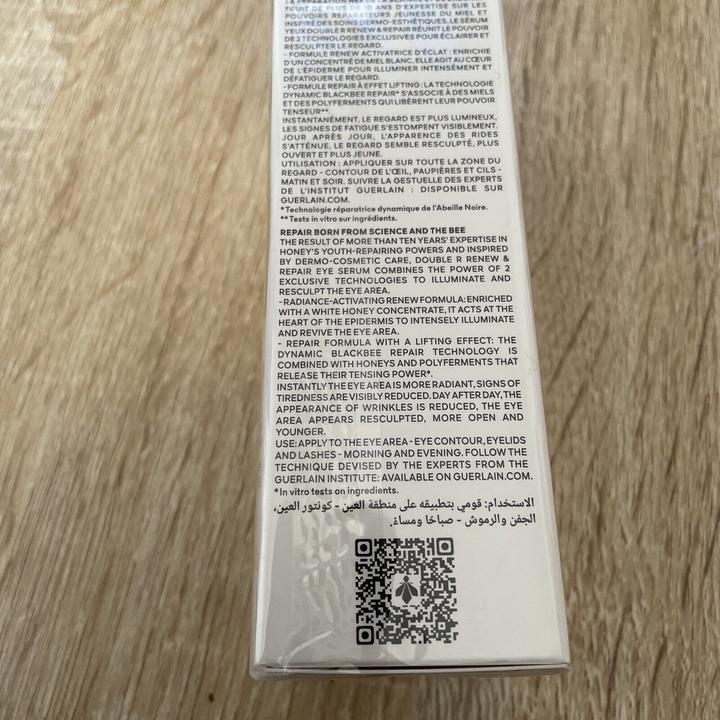 LA RÉPARATION NÉE DE LA SCIENCE
FRUIT DE PLUS DE 10 ANS D'EXPERTISE SUR LES
POUVOIRS RÉPARATEURS JEUNESSE DU MIEL ET
INSPIRÉ DES SOINS DERMO-ESTHÉTIQUES, LE SÉRUM
YEUX DOUBLE R RENEW & REPAIR RÉUNIT LE POUVOIR
DE 2 TECHNOLOGIES EXCLUSIVES POUR ÉCLAIRER ET
RESCULPTER LE REGARD.
- FORMULE RENEW ACTIVATRICE D'ÉCLAT : ENRICHIE
D'UN CONCENTRÉ DE MIEL BLANC, ELLE AGIT AU CŒUR
DE L'ÉPIDERME POUR ILLUMINER INTENSÉMENT ET
DÉFATIGUER LE REGARD.
- FORMULE REPAIR À EFFET LIFTING : LA TECHNOLOGIE
DYNAMIC BLACKBEE REPAIR* S'ASSOCIE À DES MIELS
ET DES POLYFERMENTS QUI LIBÈRENT LEUR POUVOIR
TENSEUR**.
INSTANTANÉMENT, LE REGARD EST PLUS LUMINEUX,
LES SIGNES DE FATIGUE S'ESTOMPENT VISIBLEMENT.
JOUR APRÈS JOUR, L'APPARENCE DES RIDES
S'ATTÉNUE, LE REGARD SEMBLE RESCULPTÉ, PLUS
OUVERT ET PLUS JEUNE.
UTILISATION : APPLIQUER SUR TOUTE LA ZONE DU
REGARD - CONTOUR DE L'ŒIL, PAUPIÈRES ET CILS -
MATIN ET SOIR. SUIVRE LA GESTUELLE DES EXPERTS
DE L'INSTITUT GUERLAIN : DISPONIBLE SUR
GUERLAIN.COM.
*Technologie réparatrice dynamique de l'Abeille Noire.
**Tests in vitro sur ingrédients.
REPAIR BORN FROM SCIENCE AND THE BEE
THE RESULT OF MORE THAN TEN YEARS' EXPERTISE IN
HONEY'S YOUTH-REPAIRING POWERS AND INSPIRED
BY DERMO-COSMETIC CARE, DOUBLE R RENEW &
REPAIR EYE SERUM COMBINES THE POWER OF 2
EXCLUSIVE TECHNOLOGIES TO ILLUMINATE AND
RESCULPT THE EYE AREA.
- RADIANCE-ACTIVATING RENEW FORMULA: ENRICHED
WITH A WHITE HONEY CONCENTRATE, IT ACTS AT THE
HEART OF THE EPIDERMIS TO INTENSELY ILLUMINATE
AND REVIVE THE EYE AREA.
- REPAIR FORMULA WITH A LIFTING EFFECT: THE
DYNAMIC BLACKBEE REPAIR TECHNOLOGY IS
COMBINED WITH HONEYS AND POLYFERMENTS THAT
RELEASE THEIR TENSING POWER*.
INSTANTLY THE EYE AREA IS MORE RADIANT, SIGNS OF
TIREDNESS ARE VISIBLY REDUCED. DAY AFTER DAY, THE
APPEARANCE OF WRINKLES IS REDUCED, THE EYE
AREA APPEARS RESCULPTED, MORE OPEN AND
YOUNGER.
USE: APPLY TO THE EYE AREA - EYE CONTOUR, EYELIDS
AND LASHES - MORNING AND EVENING. FOLLOW THE
TECHNIQUE DEVISED BY THE EXPERTS FROM THE
GUERLAIN INSTITUTE: AVAILABLE ON GUERLAIN.COM.
*In vitro tests on ingredients.
الاستخدام: قومي بتطبيقه على منطقة العين - كونتور العين،
الجفن والرموش - صباحًا ومساءً.